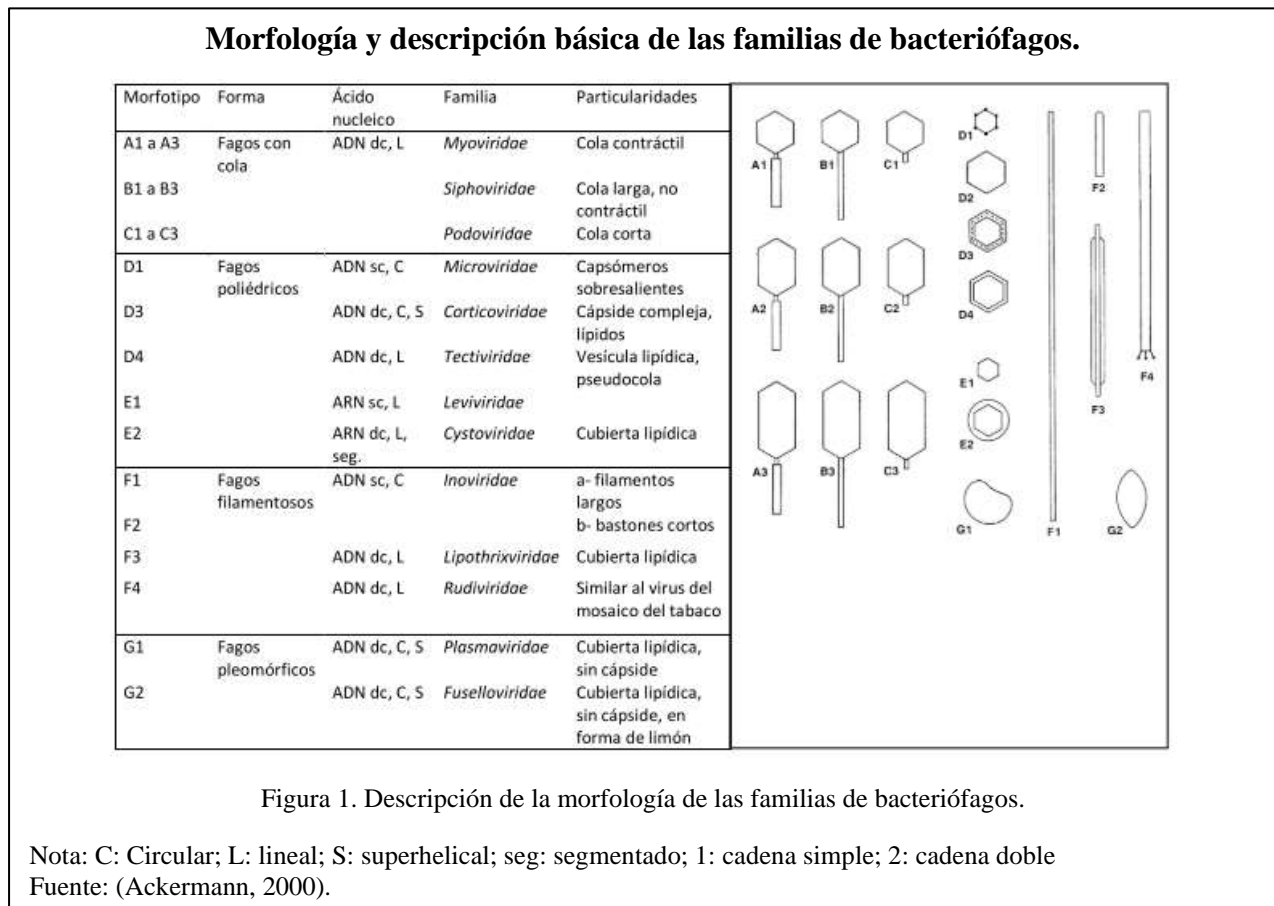 Morfología y descripción básica de las familias de bacteriófagos.
Morfotipo Forma Ácido nucleico Familia Particularidades
A1 a A3 Fagos con cola ADN dc, L Myoviridae Cola contráctil
B1 a B3 Siphoviridae Cola larga, no contráctil
C1 a C3 Podoviridae Cola corta
D1 Fagos poliédricos ADN sc, C Microviridae Capsómeros sobresalientes
D3 ADN dc, C, S Corticoviridae Cápside compleja, lípidos
D4 ADN dc, L Tectiviridae Vesícula lipídica, pseudocola
E1 ARN sc, L Leviviridae
E2 ARN dc, L, seg. Cystoviridae Cubierta lipídica
F1 Fagos filamentosos ADN sc, C Inoviridae a- filamentos largos
F2 b- bastones cortos
F3 ADN dc, L Lipothrixviridae Cubierta lipídica
F4 ADN dc, L Rudiviridae Similar al virus del mosaico del tabaco
G1 Fagos pleomórficos ADN dc, C, S Plasmaviridae Cubierta lipídica, sin cápside
G2 ADN dc, C, S Fuselloviridae Cubierta lipídica, sin cápside, en forma de limón
A1 B1 C1 D1
D2 F2
D3
A2 B2 C2 D4
E1 F4
F3
E2
A3 B3 C3
G1 F1 G2
Figura 1. Descripción de la morfología de las familias de bacteriófagos.
Nota: C: Circular; L: lineal; S: superhelical; seg: segmentado; 1: cadena simple; 2: cadena doble
Fuente: (Ackermann, 2000).